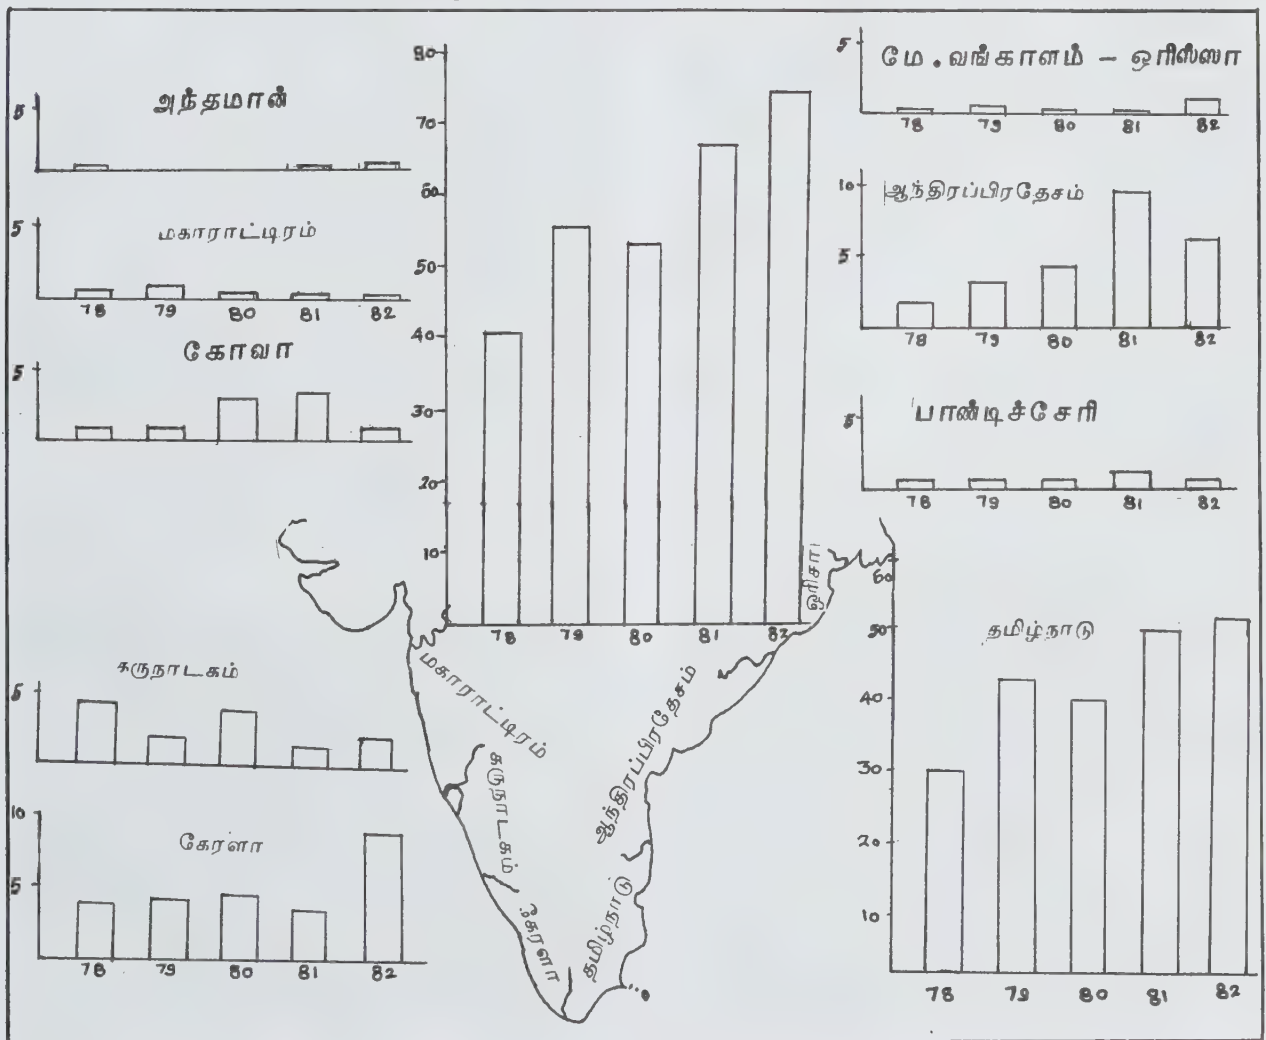 அந்தமான்
5
மகாராட்டிரம்
5
78 79 80 81 82
கோவா
5
80
70
60
50
40
30
20
10
78 79 80 81 82
மே.வங்காளம் - ஒரிஸ்ஸா
5
78 79 80 81 82
ஆந்திரப்பிரதேசம்
10
5
78 79 80 81 82
பாண்டிச்சேரி
5
78 79 80 81 82
கருநாடகம்
5
கேரளா
10
5
78 79 80 81 82
மகாராட்டிரம்
கருநாடகம்
கேரளா
தமிழ்நாடு
ஆந்திரப்பிரதேசம்
ஒரிசா
தமிழ்நாடு
60
50
40
30
20
10
78 79 80 81 82